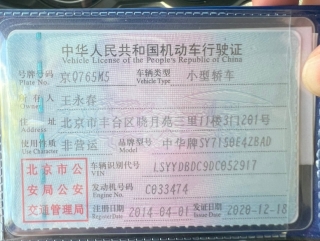 中华人民共和国机动车行驶证
Vehicle License of the People's Republic of China
号牌号码 京Q765M5 车辆类型 小型轿车
Plate No. Vehicle Type
所有人 王永春
住址 北京市丰台区晓月苑三里11楼3门201号
使用性质 非营运 品牌型号 中华牌SY7150E4ZBAD
Use Character
北京市公 车辆识别代号 LSYYDBDC9DC052917
VIN
安局公安 发动机号码 C033474
Engine No.
交通管理局 注册日期 2014-04-01 发证日期 2020-12-18
Register Date Issue Date